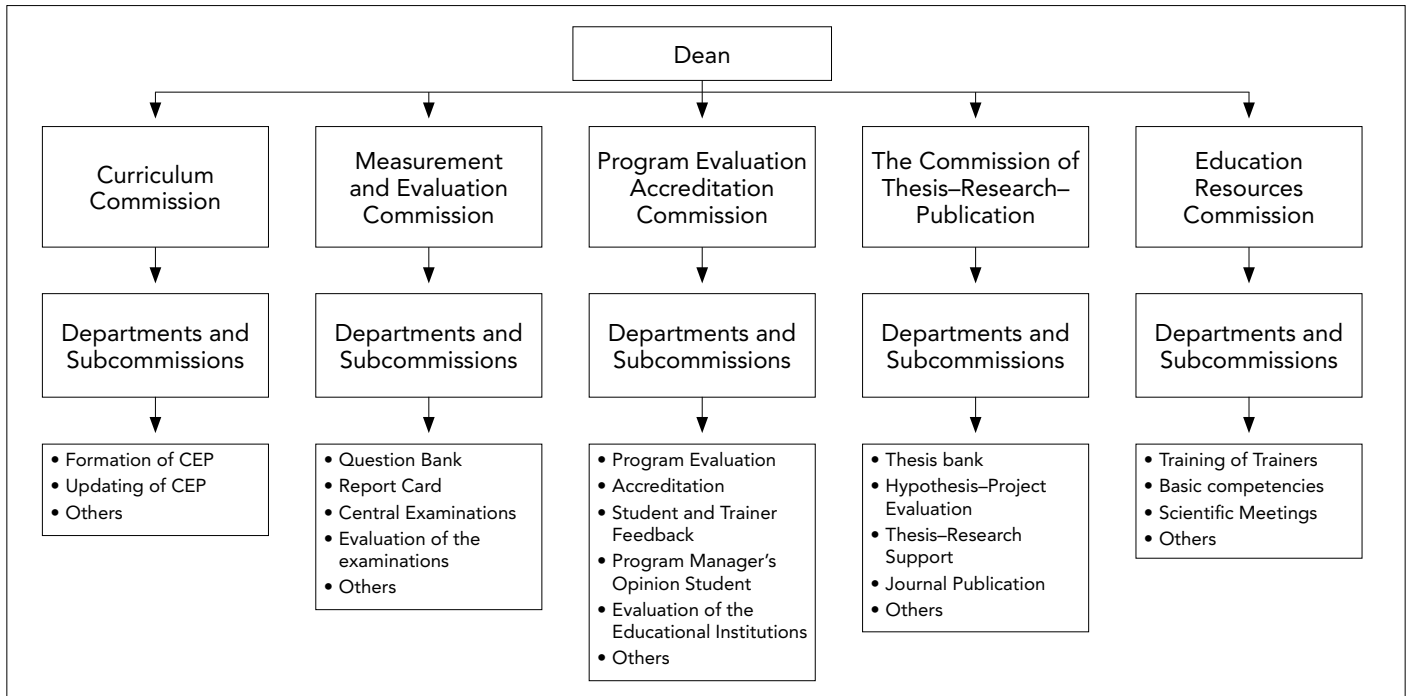 Dean
Curriculum
Commission
Measurement
and Evaluation
Commission
Program Evaluation
Accreditation
Commission
The Commission of
Thesis–Research–
Publication
Education
Resources
Commission
Departments and
Subcommissions
Departments and
Subcommissions
Departments and
Subcommissions
Departments and
Subcommissions
Departments and
Subcommissions
• Formation of CEP
• Updating of CEP
• Others
• Question Bank
• Report Card
• Central Examinations
• Evaluation of the
examinations
• Others
• Program Evaluation
• Accreditation
• Student and Trainer
Feedback
• Program Manager’s
Opinion Student
• Evaluation of the
Educational Institutions
• Others
• Thesis bank
• Hypothesis–Project
Evaluation
• Thesis–Research
Support
• Journal Publication
• Others
• Training of Trainers
• Basic competencies
• Scientific Meetings
• Others